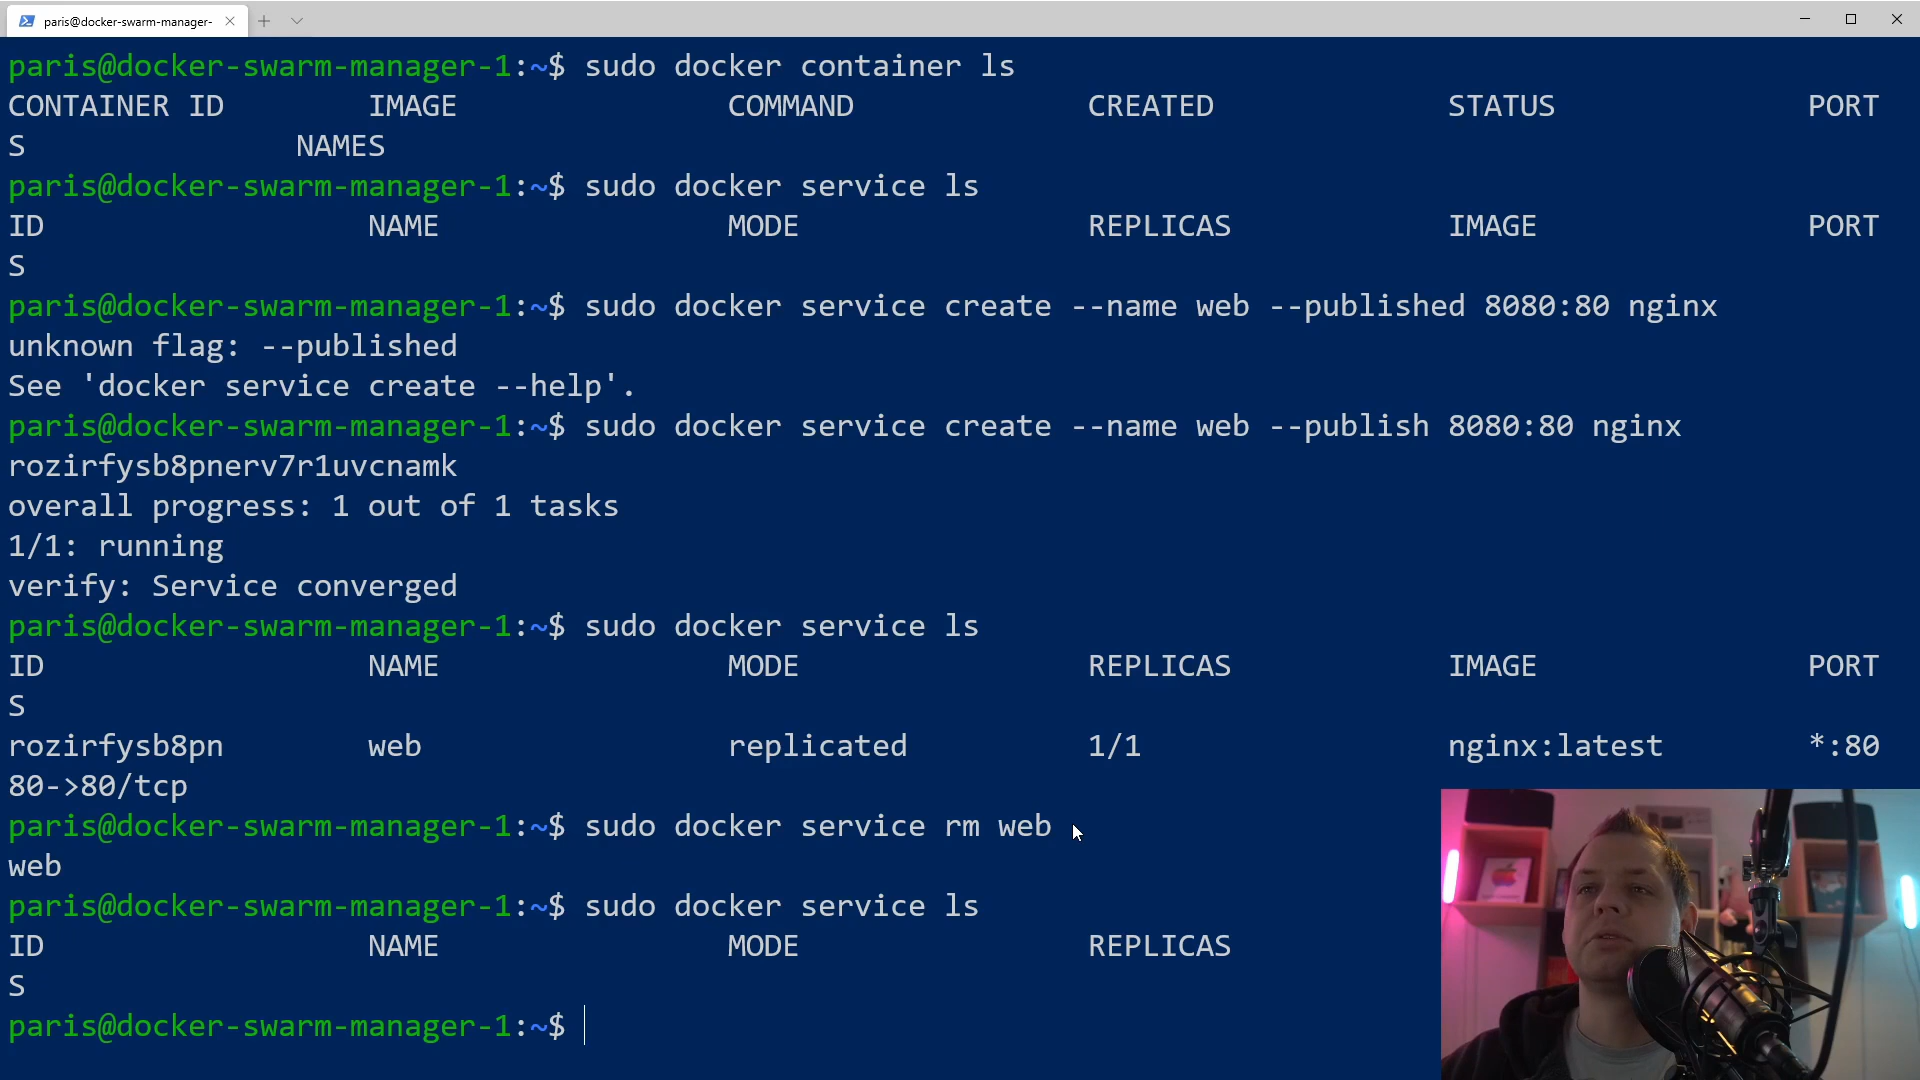 paris@docker-swarm-manager-
paris@docker-swarm-manager-1:~$ sudo docker container ls
CONTAINER ID IMAGE COMMAND CREATED STATUS PORT
S NAMES
paris@docker-swarm-manager-1:~$ sudo docker service ls
ID NAME MODE REPLICAS IMAGE PORT
S
paris@docker-swarm-manager-1:~$ sudo docker service create --name web --published 8080:80 nginx
unknown flag: --published
See 'docker service create --help'.
paris@docker-swarm-manager-1:~$ sudo docker service create --name web --publish 8080:80 nginx
rozirfysb8pnerv7r1uvcnamk
overall progress: 1 out of 1 tasks
1/1: running
verify: Service converged
paris@docker-swarm-manager-1:~$ sudo docker service ls
ID NAME MODE REPLICAS IMAGE PORT
S
rozirfysb8pn web replicated 1/1 nginx:latest *:80
80->80/tcp
paris@docker-swarm-manager-1:~$ sudo docker service rm web
web
paris@docker-swarm-manager-1:~$ sudo docker service ls
ID NAME MODE REPLICAS
S
paris@docker-swarm-manager-1:~$